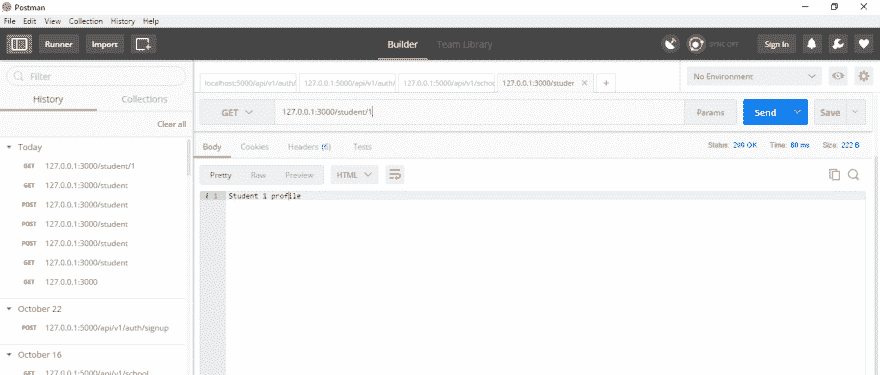 Postman
File Edit View Collection History Help
Runner Import Builder Team Library SYNC OFF Sign In
Filter
History Collections
Clear all
Today
GET 127.0.0.1:3000/student/1
GET 127.0.0.1:3000/student
POST 127.0.0.1:3000/student
POST 127.0.0.1:3000/student
POST 127.0.0.1:3000/student
GET 127.0.0.1:3000/student
GET 127.0.0.1:3000
October 22
POST 127.0.0.1:5000/api/v1/auth/signup
October 16
GET 127.0.0.1:5000/api/v1/school
localhost:5000/api/v1/auth/ 127.0.0.1:5000/api/v1/auth/ 127.0.0.1:5000/api/v1/schoo 127.0.0.1:3000/studen
No Environment
GET 127.0.0.1:3000/student/1 Params Send Save
Body Cookies Headers (6) Tests Status: 200 OK Time: 60 ms Size: 222 B
Pretty Raw Preview HTML
i 1 Student 1 profile